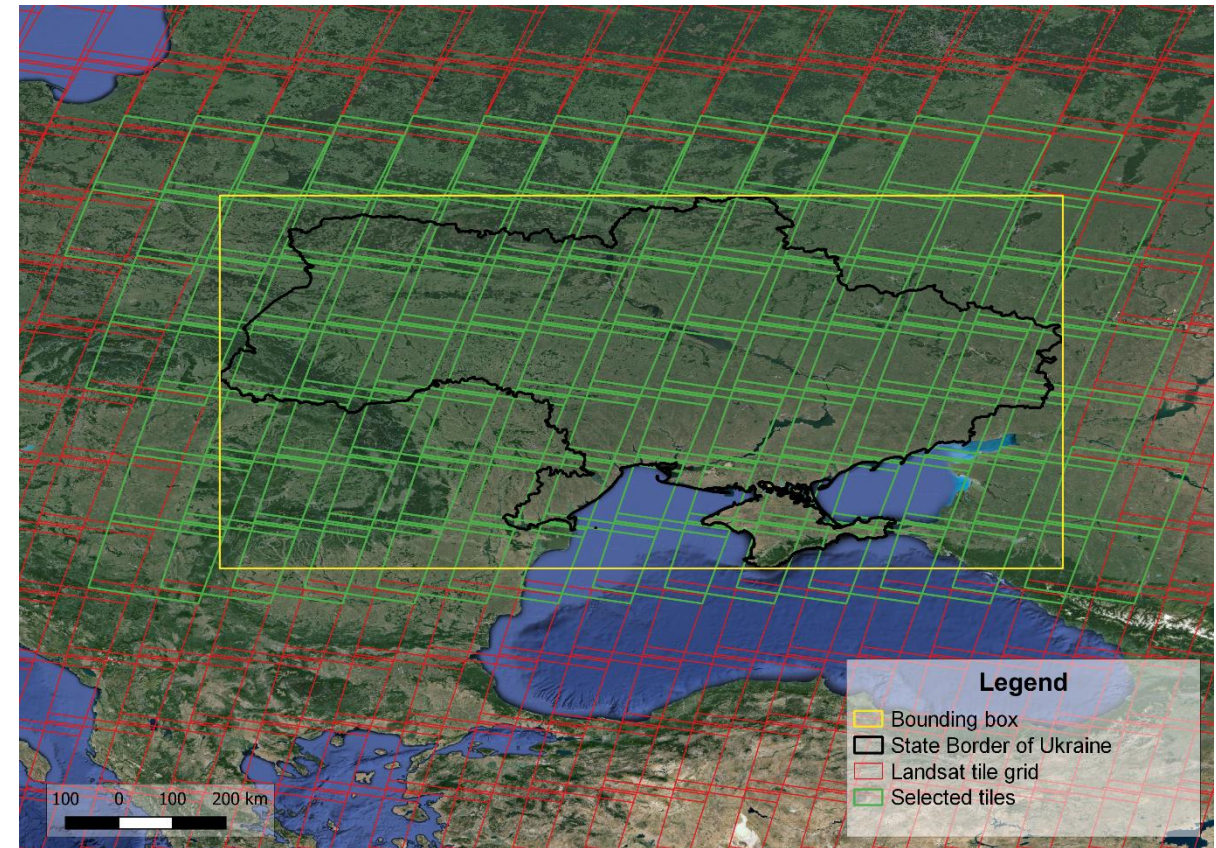 Legend
Bounding box
State Border of Ukraine
Landsat tile grid
Selected tiles
100 0 100 200 km